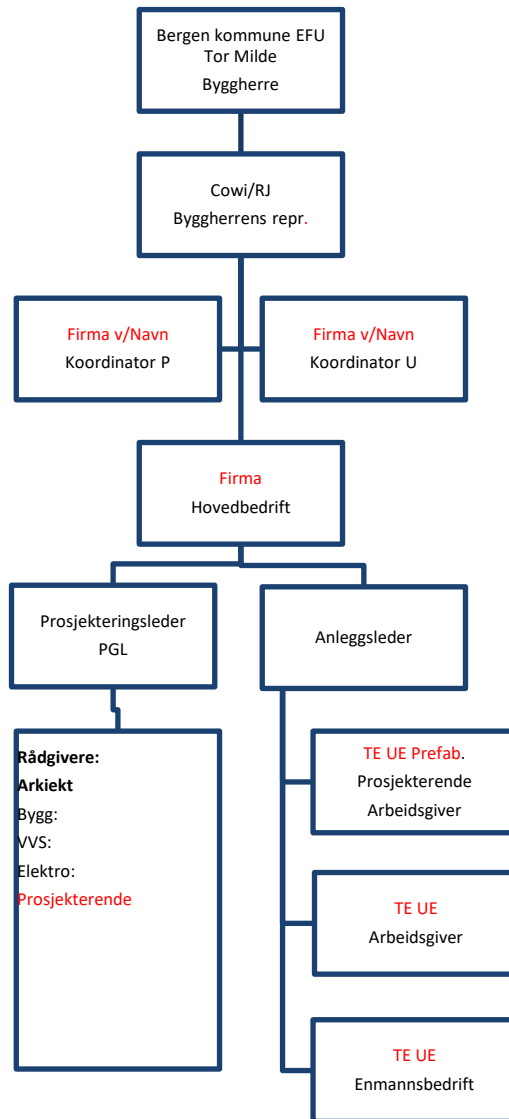 Bergen kommune EFU
Tor Milde
Byggherre
Cowi/RJ
Byggherrens repr.
Firma v/Navn
Koordinator P
Firma v/Navn
Koordinator U
Firma
Hovedbedrift
Prosjekteringsleder
PGL
Anleggsleder
Rådgivere:
Arkiekt
Bygg:
VVS:
Elektro:
Prosjekterende
TE UE Prefab.
Prosjekterende
Arbeidsgiver
TE UE
Arbeidsgiver
TE UE
Enmannsbedrift